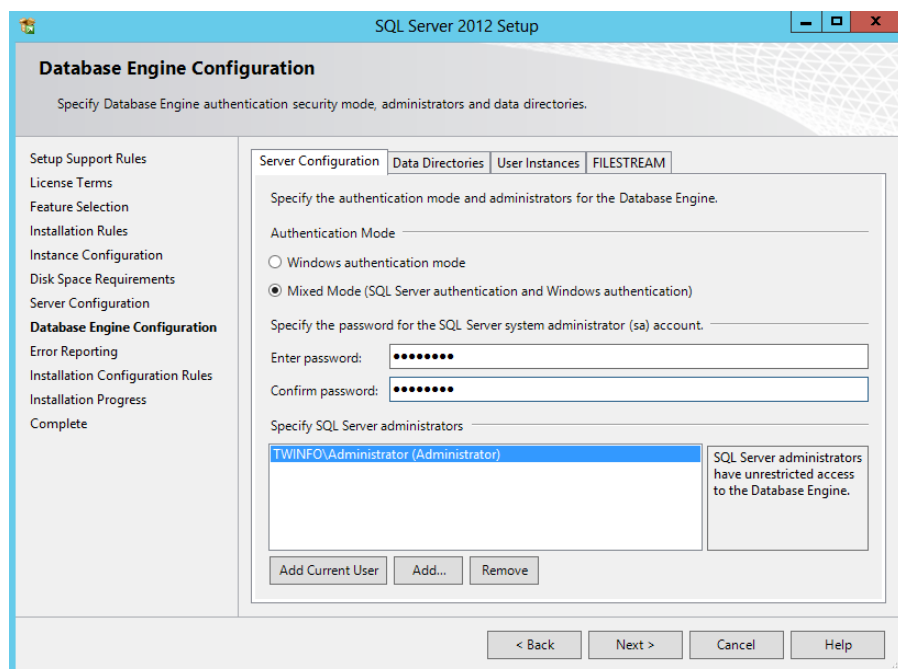 SQL Server 2012 Setup
Database Engine Configuration
Specify Database Engine authentication security mode, administrators and data directories.
Setup Support Rules
License Terms
Feature Selection
Installation Rules
Instance Configuration
Disk Space Requirements
Server Configuration
Database Engine Configuration
Error Reporting
Installation Configuration Rules
Installation Progress
Complete
Server Configuration
Data Directories
User Instances
FILESTREAM
Specify the authentication mode and administrators for the Database Engine.
Authentication Mode
Windows authentication mode
Mixed Mode (SQL Server authentication and Windows authentication)
Specify the password for the SQL Server system administrator (sa) account.
Enter password: ●●●●●●●●
Confirm password: ●●●●●●●●
Specify SQL Server administrators
TWINFO\Administrator (Administrator)
SQL Server administrators
have unrestricted access
to the Database Engine.
Add Current User
Add...
Remove
< Back
Next >
Cancel
Help